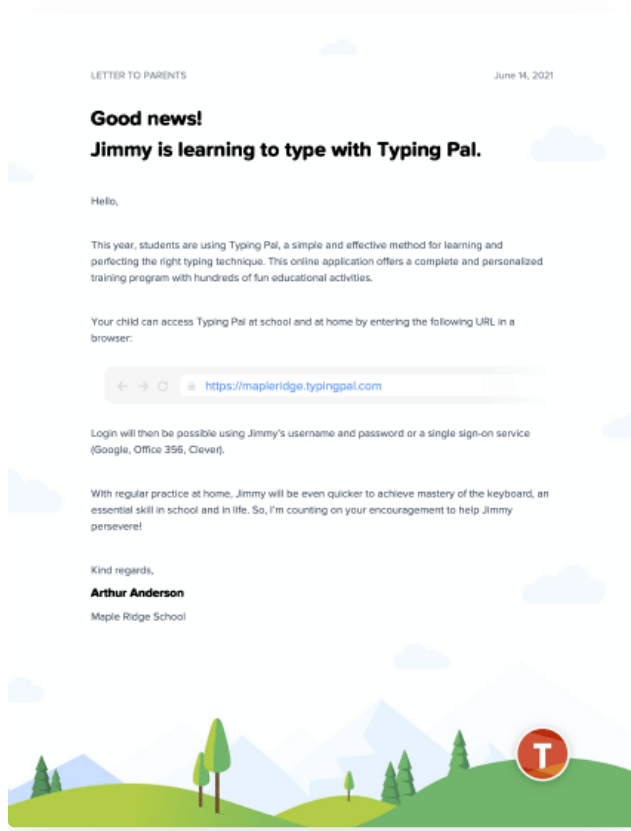 LETTER TO PARENTS
June 14, 2021
Good news!
Jimmy is learning to type with Typing Pal.
Hello,
This year, students are using Typing Pal, a simple and effective method for learning and
perfecting the right typing technique. This online application offers a complete and personalized
training program with hundreds of fun educational activities.
Your child can access Typing Pal at school and at home by entering the following URL in a
browser:
https://mapleridge.typingpal.com
Login will then be possible using Jimmy's username and password or a single sign-on service
(Google, Office 356, Clever).
With regular practice at home, Jimmy will be even quicker to achieve mastery of the keyboard, an
essential skill in school and in life. So, I'm counting on your encouragement to help Jimmy
persevere!
Kind regards,
Arthur Anderson
Maple Ridge School
T